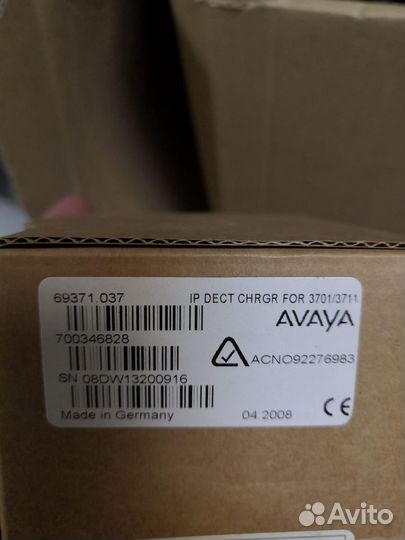 69371.037 IP DECT CHRGR FOR 3701/3711
AVAYA
700346828
ACNO92276983
SN 08DW13200916
Made in Germany 04.2008 CE
Avito